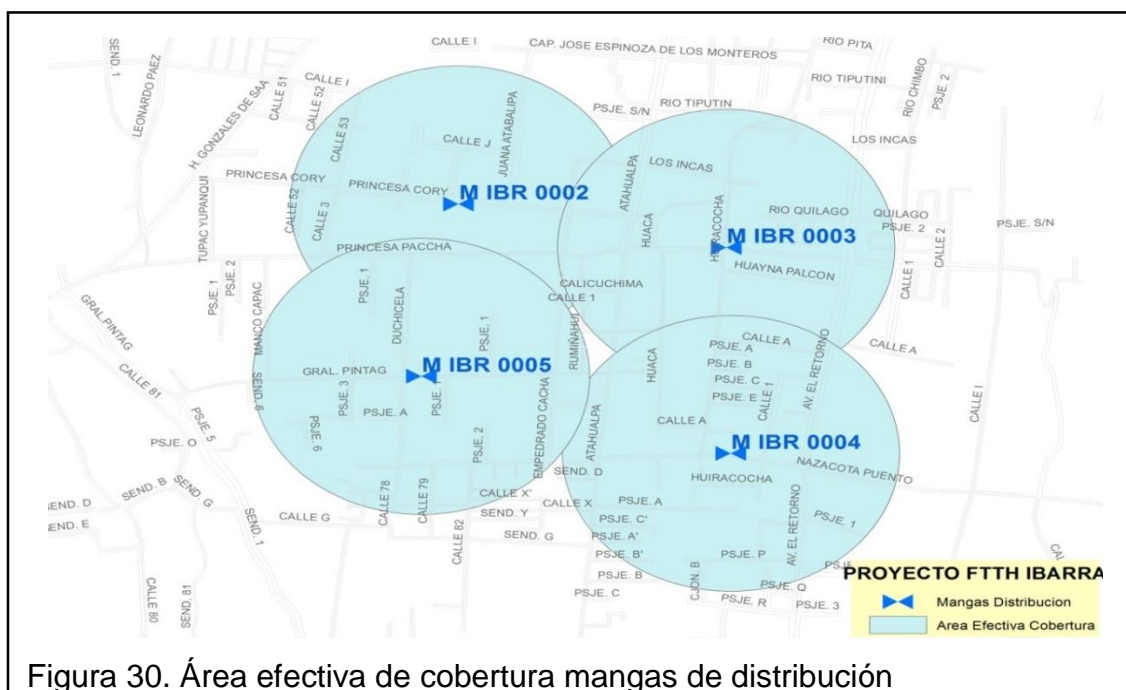 CALLE I
CAP. JOSE ESPINOZA DE LOS MONTEROS
RIO PITA
SEND. 1
LEONARDO PAEZ
H. GONZALES DE SAA
CALLE 51
CALLE 52
CALLE I
CALLE 53
RIO TIPUTINI
RIO CHIMBO
PSJE. 2
PSJE. S/N
RIO TIPUTIN
LOS INCAS
CALLE J
JUANA ATABALIPA
ATAHUALPA
LOS INCAS
PRINCESA CORY
PRINCESA CORY
M IBR 0002
TUPAC YUPANQUI
CALLE 52
CALLE 3
HUACA
HUIRACOCHA
RIO QUILAGO
QUILAGO
PSJE. 2
CALLE 2
PSJE. S/N
M IBR 0003
PRINCESA PACCHA
HUAYNA PALCON
CALLE 1
PSJE. 1
PSJE. 2
PSJE. 1
CALICUCHIMA
CALLE 1
GRAL. PINTAG
MANCO CAPAC
DUCHICELA
PSJE. 1
RUMIÑAHUI
HUACA
PSJE. A
CALLE A
CALLE A
PSJE. B
PSJE. C
PSJE. E
CALLE 1
AV. EL RETORNO
CALLE I
CALLE 81
SEND. 9
GRAL. PINTAG
M IBR 0005
PSJE. 3
PSJE. A
PSJE. 1
EMPEDRADO CACHA
ATAHUALPA
CALLE A
M IBR 0004
PSJE. O
PSJE. 5
PSJE. 6
PSJE. 2
SEND. D
HUIRACOCHA
NAZACOTA PUENTO
SEND. D
SEND. B
SEND. G
SEND. E
SEND. 1
CALLE G
CALLE 78
CALLE 79
CALLE X'
CALLE X
SEND. Y
CALLE 82
SEND. G
PSJE. A
PSJE. C'
PSJE. A'
PSJE. B'
PSJE. B
PSJE. C
CJON. B
PSJE. P
AV. EL RETORNO
PSJE. 1
PSJE. Q
PSJE. R
PSJE. 3
CALLE 80
SEND. 81
PROYECTO FTTH IBARRA
Mangas Distribucion
Area Efectiva Cobertura
Figura 30. Área efectiva de cobertura mangas de distribución